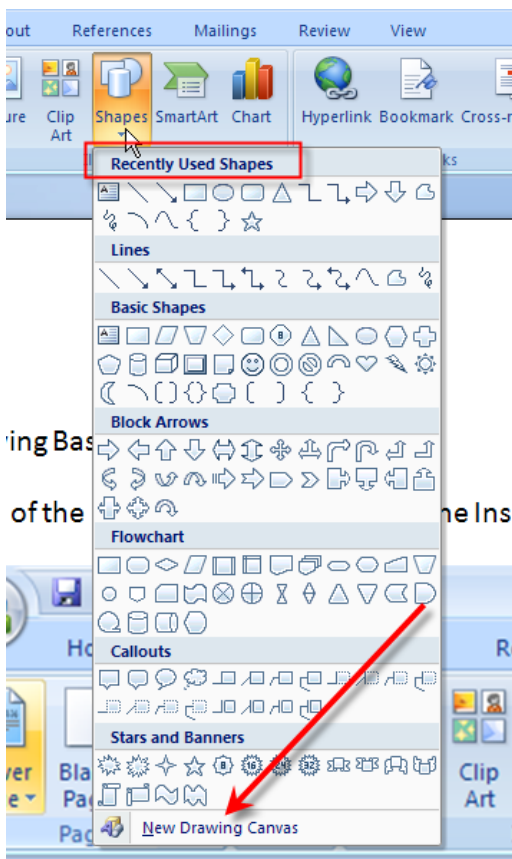 out References Mailings Review View
ure Clip Art Shapes SmartArt Chart Hyperlink Bookmark Cross-r
ks
Recently Used Shapes
Lines
Basic Shapes
Block Arrows
ing Bas
of the
ne Ins
Flowchart
Ho
R
Callouts
Stars and Banners
ver Bla
e Pa
Clip
Art
New Drawing Canvas
Pag